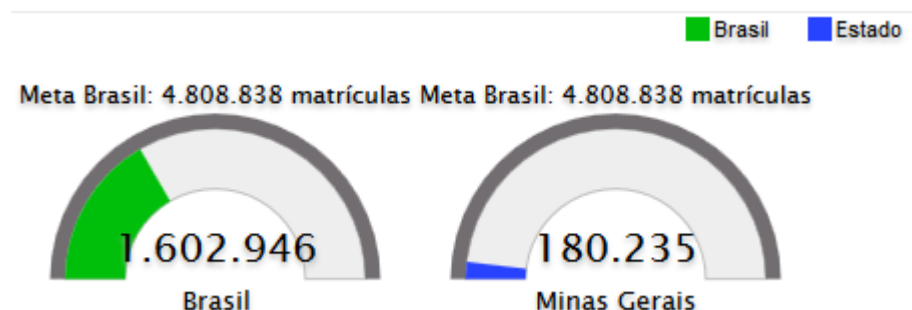 Brasil Estado
Meta Brasil: 4.808.838 matrículas Meta Brasil: 4.808.838 matrículas
1.602.946 180.235
Brasil Minas Gerais